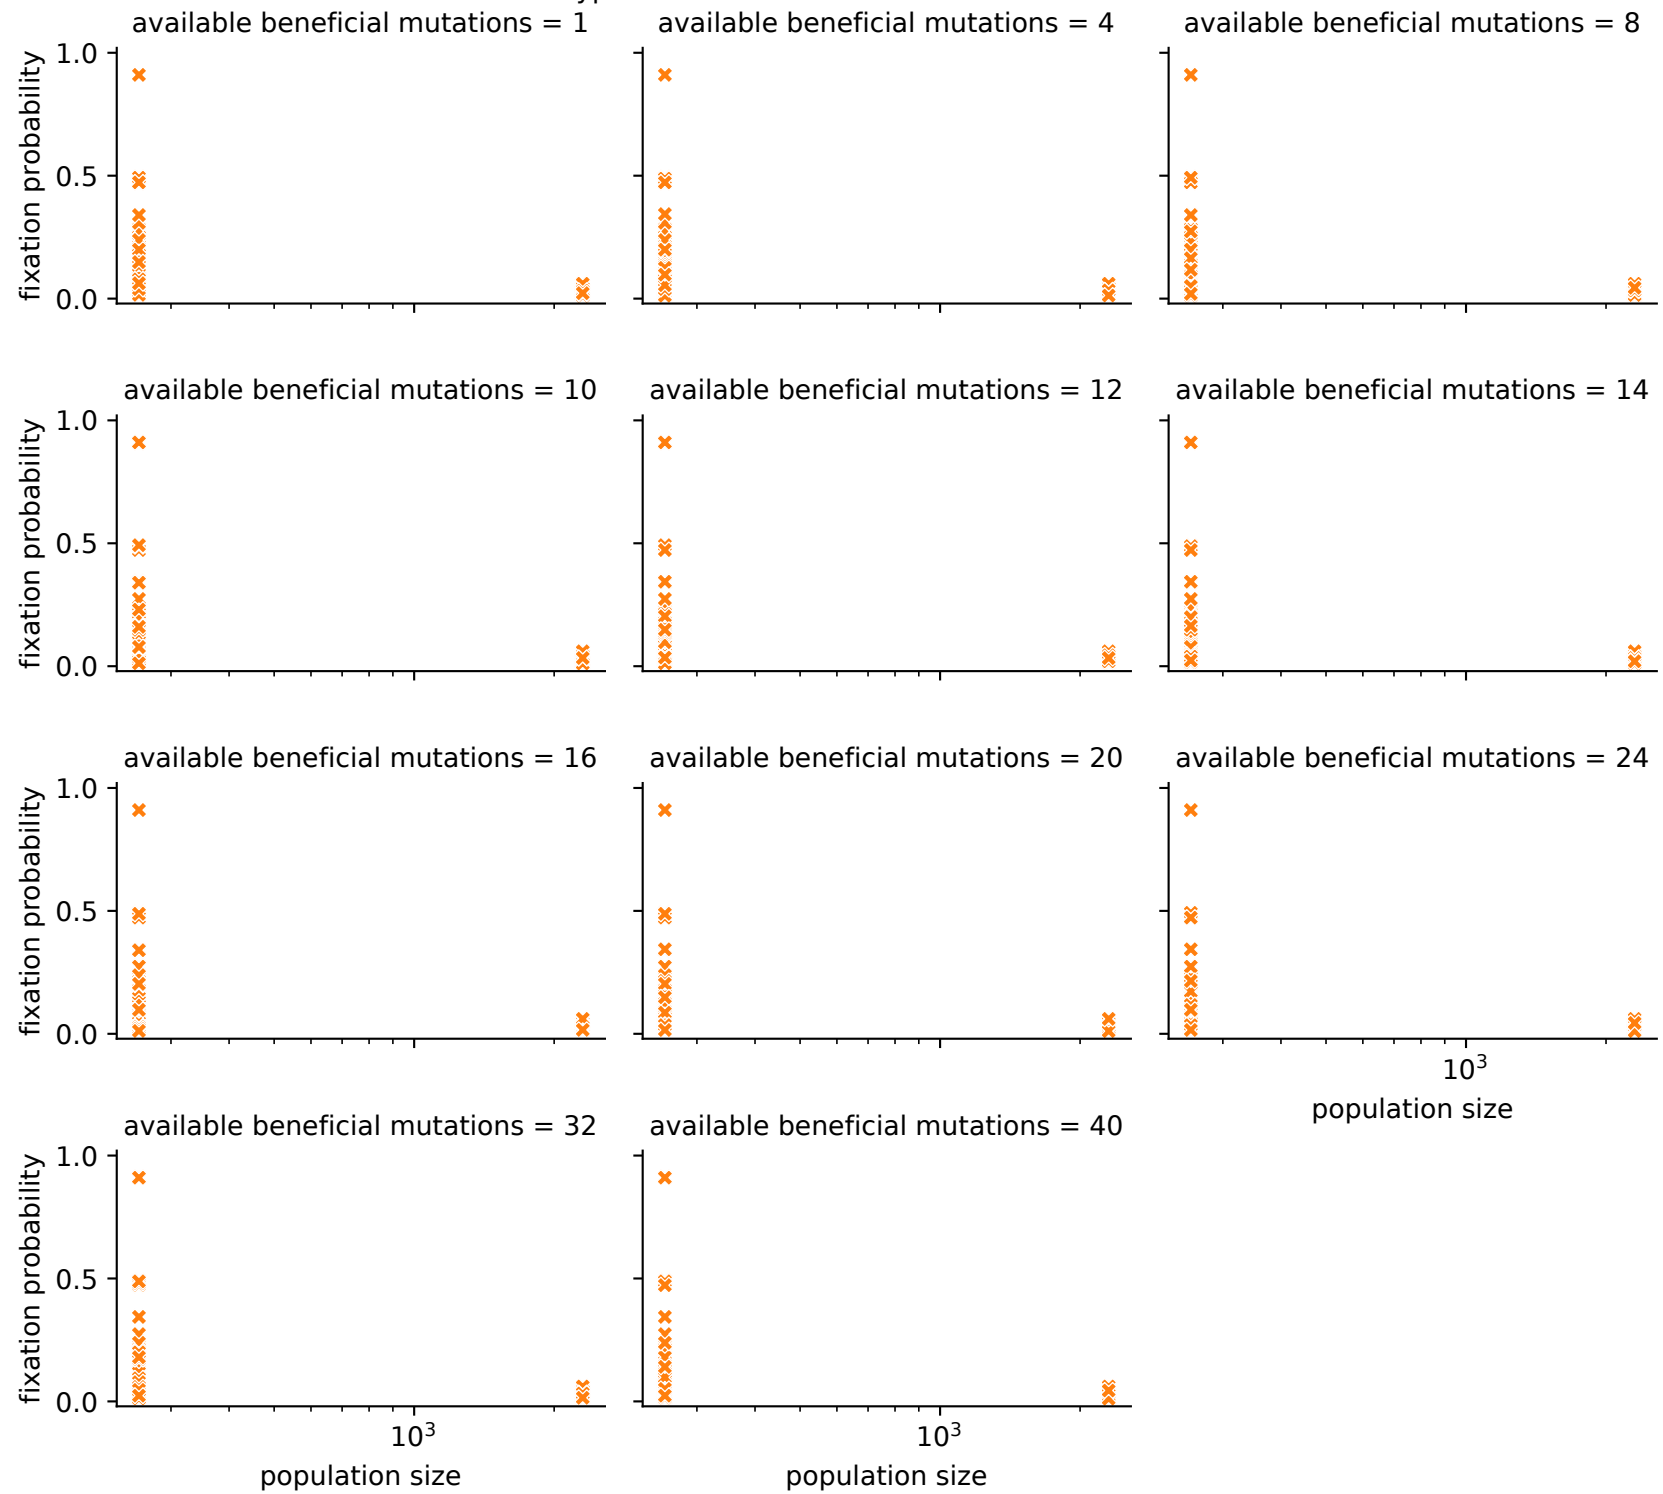 available beneficial mutations = 1
available beneficial mutations = 4
available beneficial mutations = 8
fixation probability
1.0
0.5
0.0
available beneficial mutations = 10
available beneficial mutations = 12
available beneficial mutations = 14
fixation probability
1.0
0.5
0.0
available beneficial mutations = 16
available beneficial mutations = 20
available beneficial mutations = 24
fixation probability
1.0
0.5
0.0
10³
population size
available beneficial mutations = 32
available beneficial mutations = 40
fixation probability
1.0
0.5
0.0
10³
10³
population size
population size